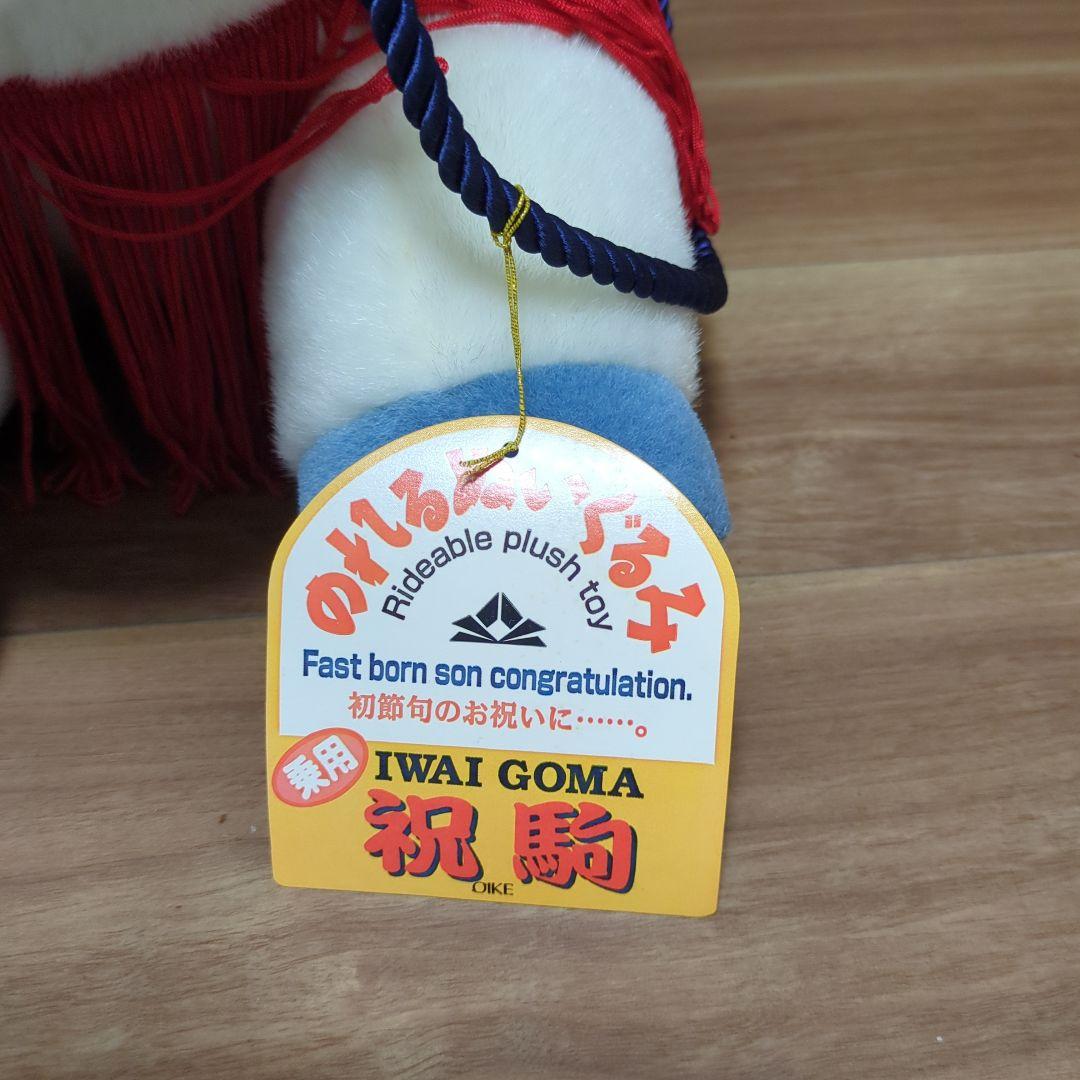 のれるぬいぐるみ
Rideable plush toy
Fast born son congratulation.
初節句のお祝いに……。
乗用
IWAI GOMA
祝駒
OIKE